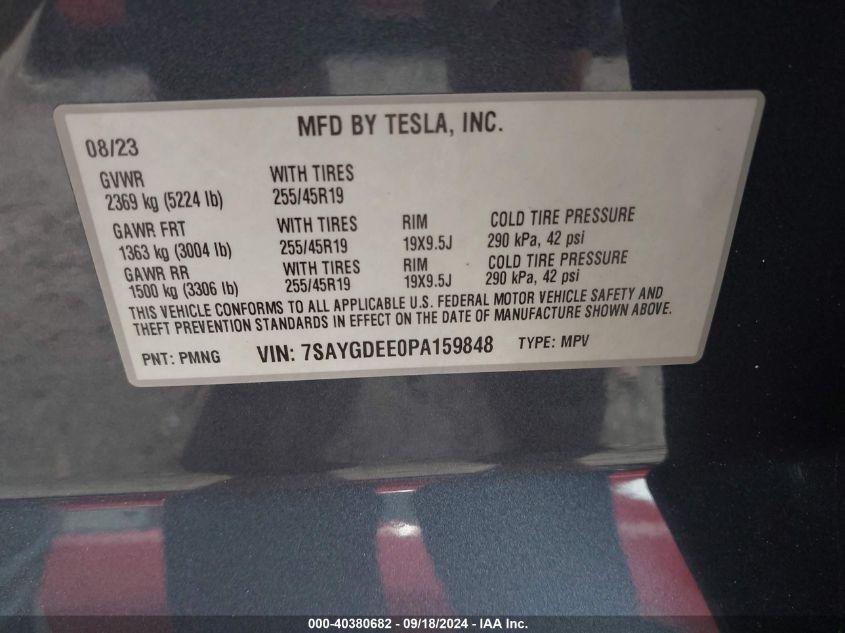 MFD BY TESLA, INC.
08/23
GVWR WITH TIRES
2369 kg (5224 lb) 255/45R19
GAWR FRT WITH TIRES RIM COLD TIRE PRESSURE
1363 kg (3004 lb) 255/45R19 19X9.5J 290 kPa, 42 psi
GAWR RR WITH TIRES RIM COLD TIRE PRESSURE
1500 kg (3306 lb) 255/45R19 19X9.5J 290 kPa, 42 psi
THIS VEHICLE CONFORMS TO ALL APPLICABLE U.S. FEDERAL MOTOR VEHICLE SAFETY AND
THEFT PREVENTION STANDARDS IN EFFECT ON THE DATE OF MANUFACTURE SHOWN ABOVE.
PNT: PMNG VIN: 7SAYGDEE0PA159848 TYPE: MPV
000-40380682 - 09/18/2024 - IAA Inc.